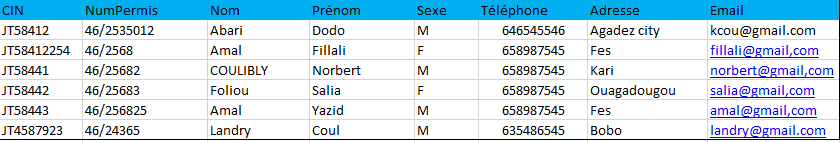 CIN NumPermis Nom Prénom Sexe Téléphone Adresse Email
JT58412 46/2535012 Abari Dodo M 646545546 Agadez city kcou@gmail.com
JT58412254 46/2568 Amal Fillali F 658987545 Fes fillali@gmail,com
JT58441 46/25682 COULIBLY Norbert M 658987545 Kari norbert@gmail,com
JT58442 46/25683 Foliou Salia F 658987545 Ouagadougou salia@gmail,com
JT58443 46/256825 Amal Yazid M 658987545 Fes amal@gmail,com
JT4587923 46/24365 Landry Coul M 635486545 Bobo landry@gmail.com